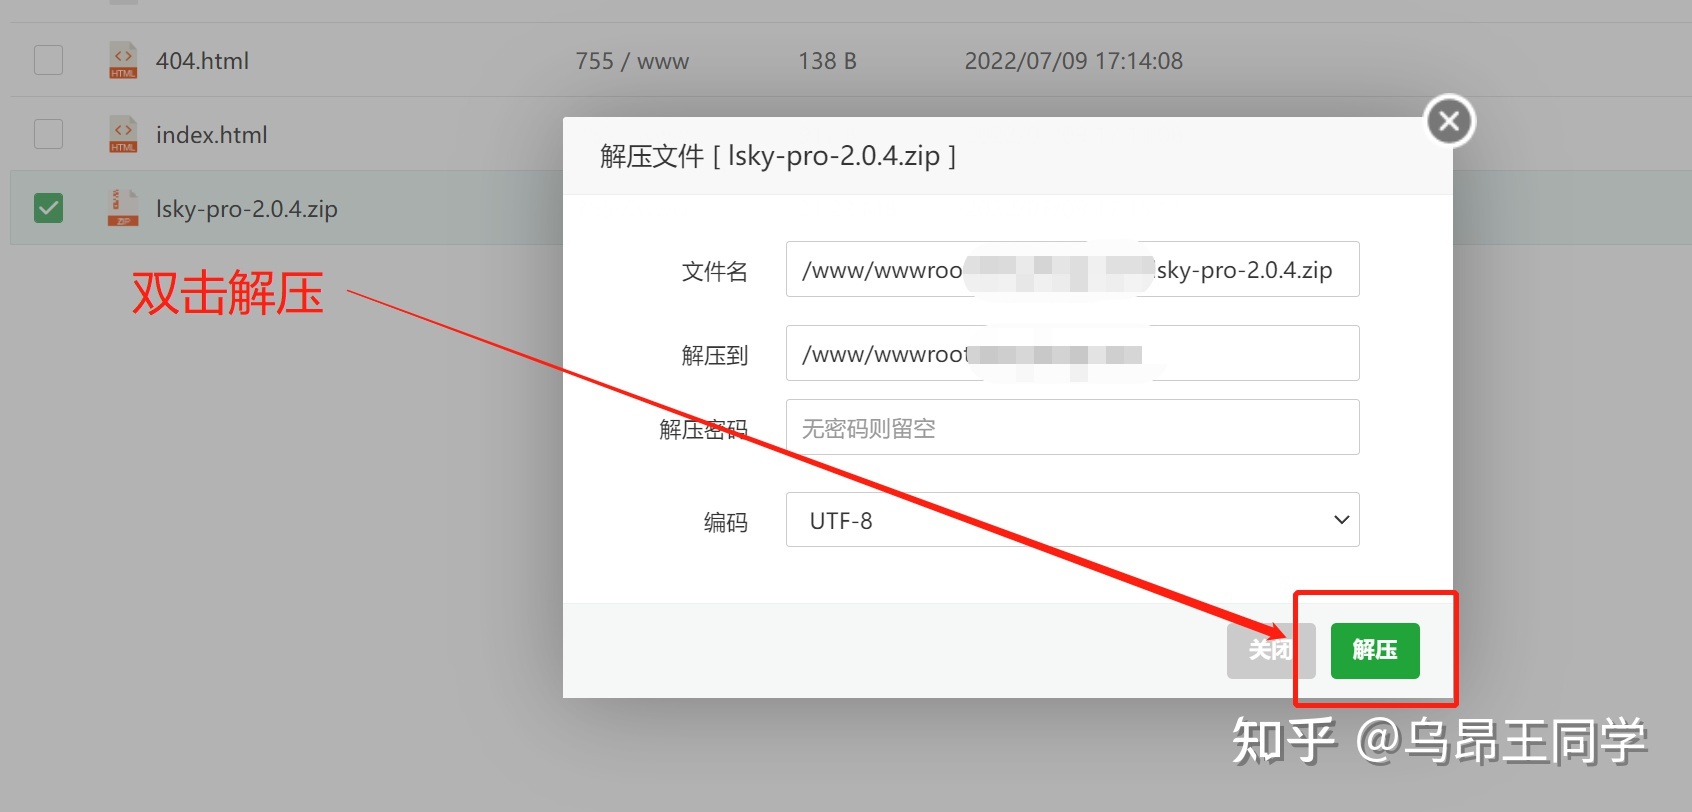 404.html 755 / www 138 B 2022/07/09 17:14:08
HTML
index.html
HTML
解压文件 [ lsky-pro-2.0.4.zip ]
lsky-pro-2.0.4.zip
ZIP
双击解压
文件名 /www/wwwroo sky-pro-2.0.4.zip
解压到 /www/wwwroot
解压密码 无密码则留空
编码 UTF-8
关闭 解压
知乎 @乌昂王同学